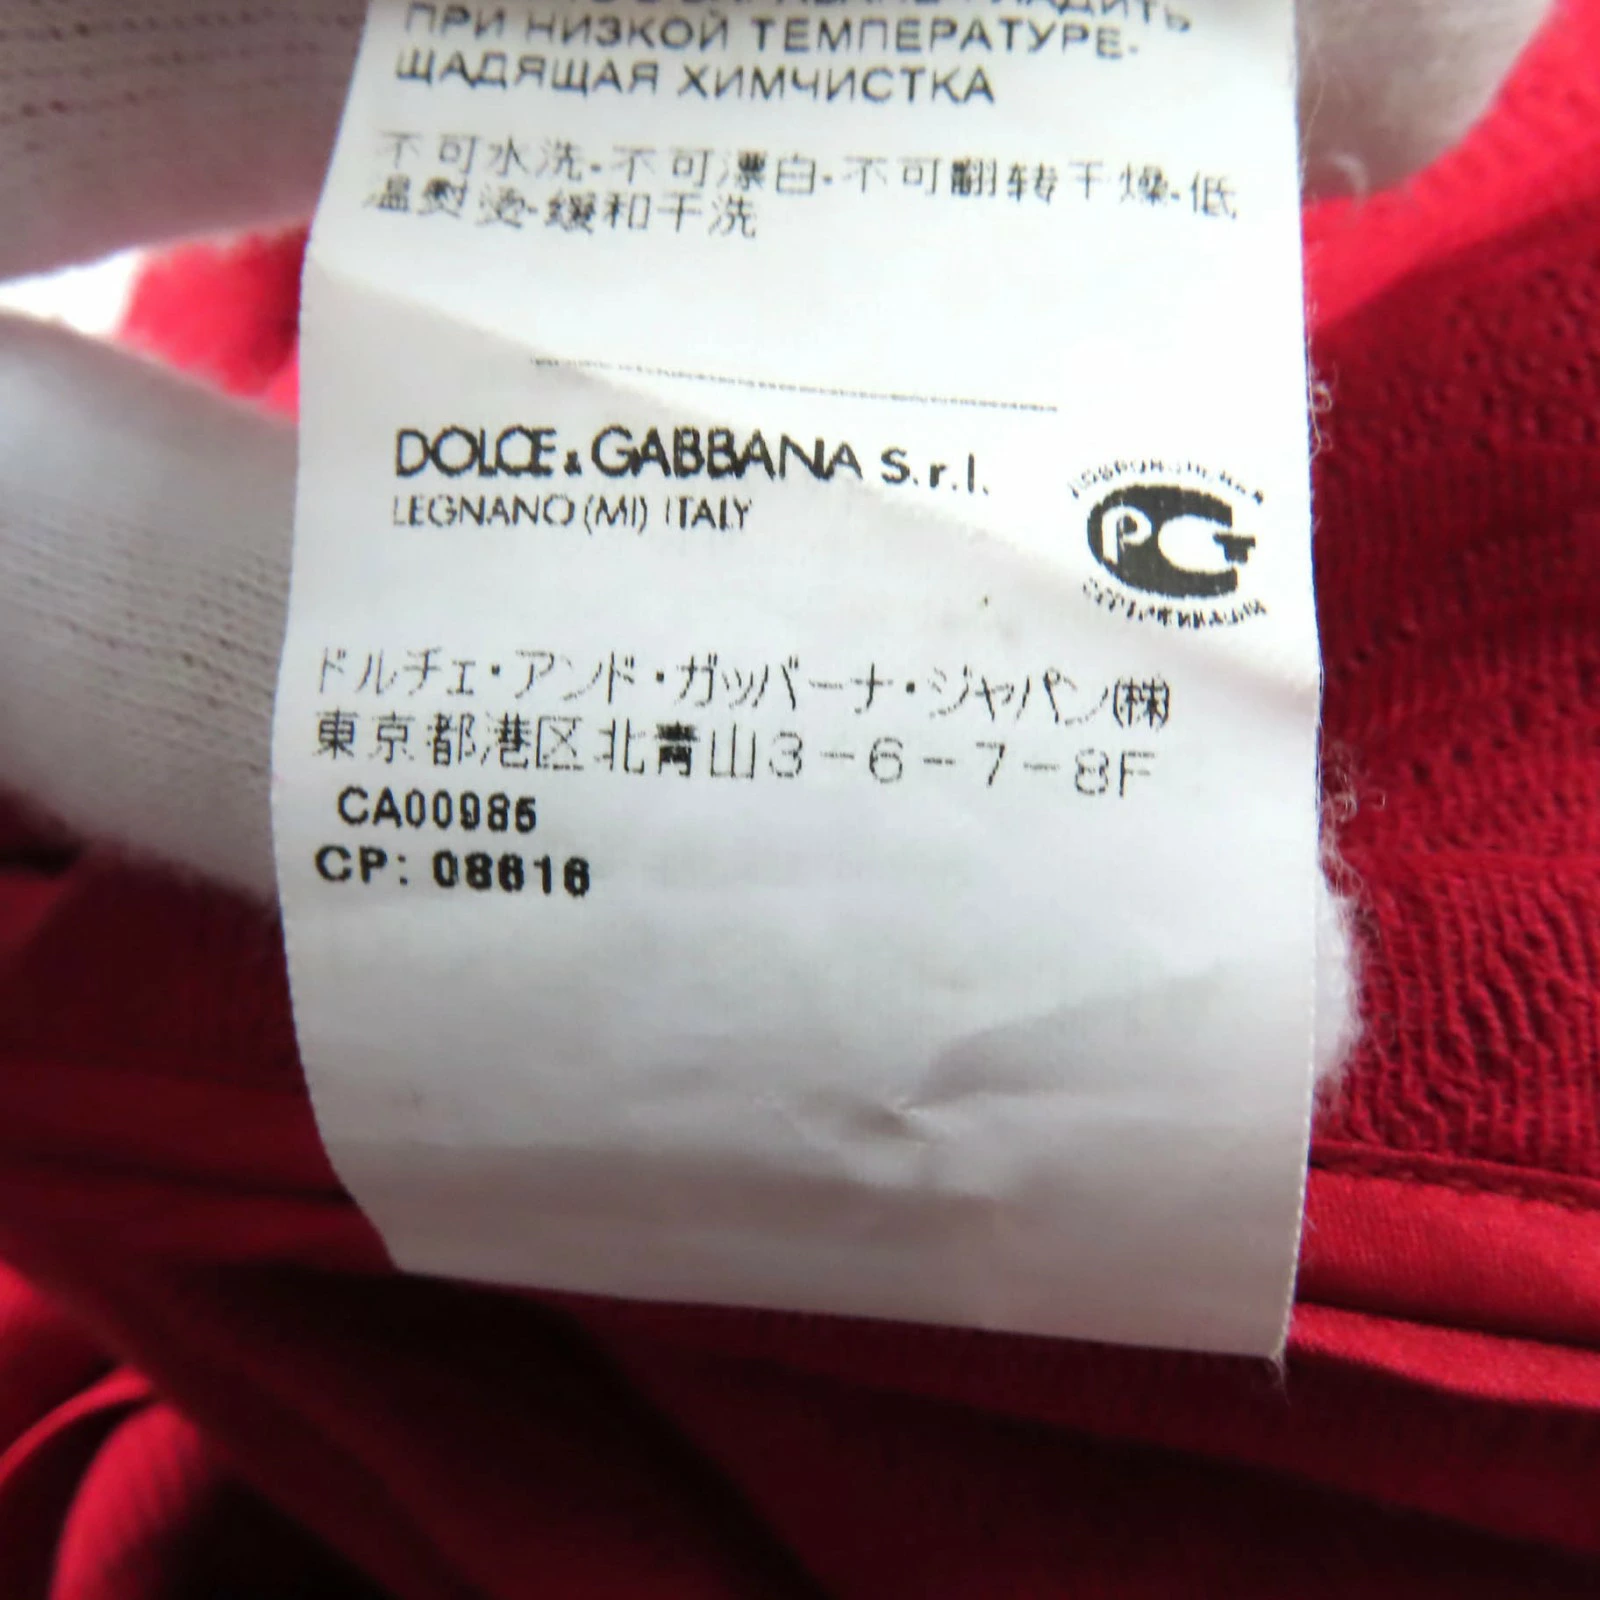 ГЛАДИТЬ
ПРИ НИЗКОЙ ТЕМПЕРАТУРЕ-
ЩАДЯЩАЯ ХИМЧИСТКА
不可水洗-不可漂白-不可翻转干燥-低
温熨烫-缓和干洗
DOLCE & GABBANA S.r.l.
LEGNANO (MI) ITALY
PCT
ドルチェ・アンド・ガッバーナ・ジャパン(株)
東京都港区北青山3-6-7-8F
CA00985
CP: 08616